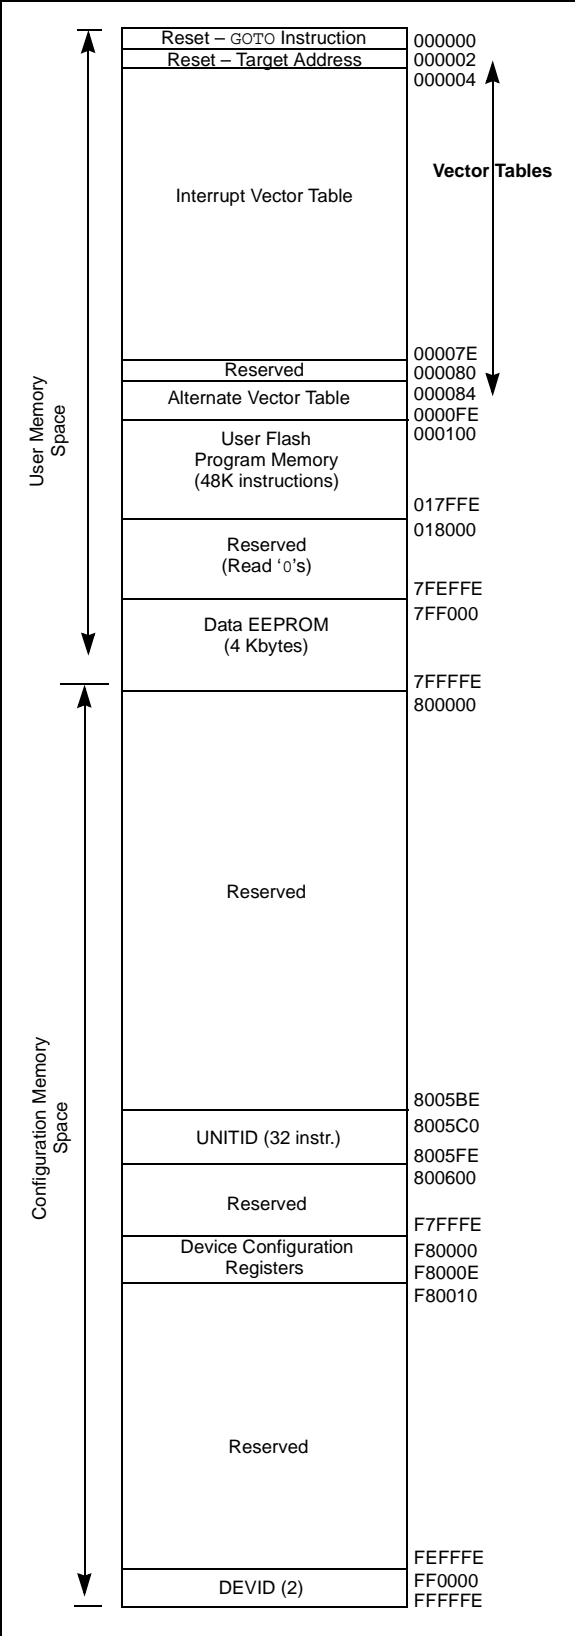 Reset – GOTO Instruction
000000
Reset – Target Address
000002
000004
Vector Tables
Interrupt Vector Table
00007E
Reserved
000080
Alternate Vector Table
000084
0000FE
User Memory
Space
User Flash
Program Memory
(48K instructions)
000100
017FFE
018000
Reserved
(Read ‘0’s)
7FEFFE
7FF000
Data EEPROM
(4 Kbytes)
7FFFFE
800000
Reserved
8005BE
Configuration Memory
Space
8005C0
UNITID (32 instr.)
8005FE
800600
Reserved
F7FFFE
Device Configuration
Registers
F80000
F8000E
F80010
Reserved
FEFFFE
FF0000
DEVID (2)
FFFFFE